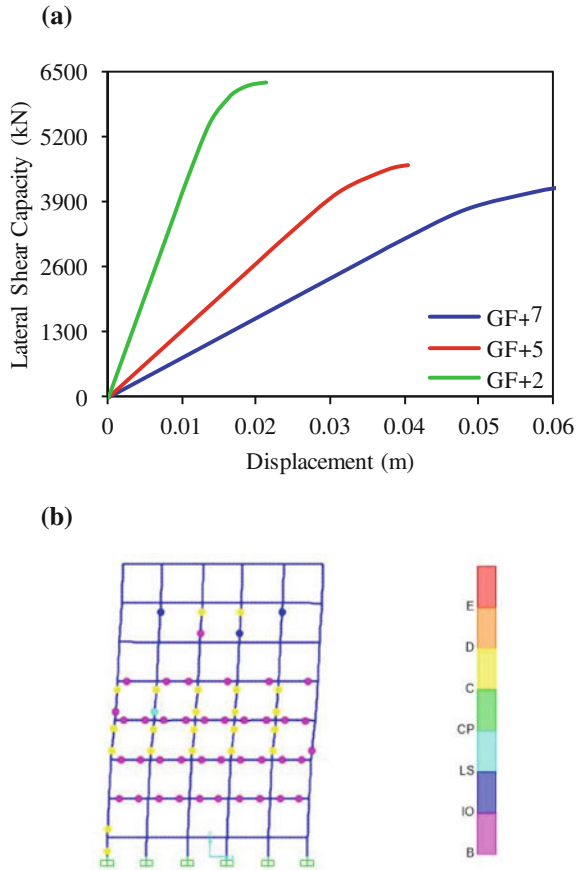 (a)
6500
5200
3900
2600
1300
0
Lateral Shear Capacity (kN)
GF+7
GF+5
GF+2
0 0.01 0.02 0.03 0.04 0.05 0.06
Displacement (m)
(b)
E
D
C
CP
LS
IO
B